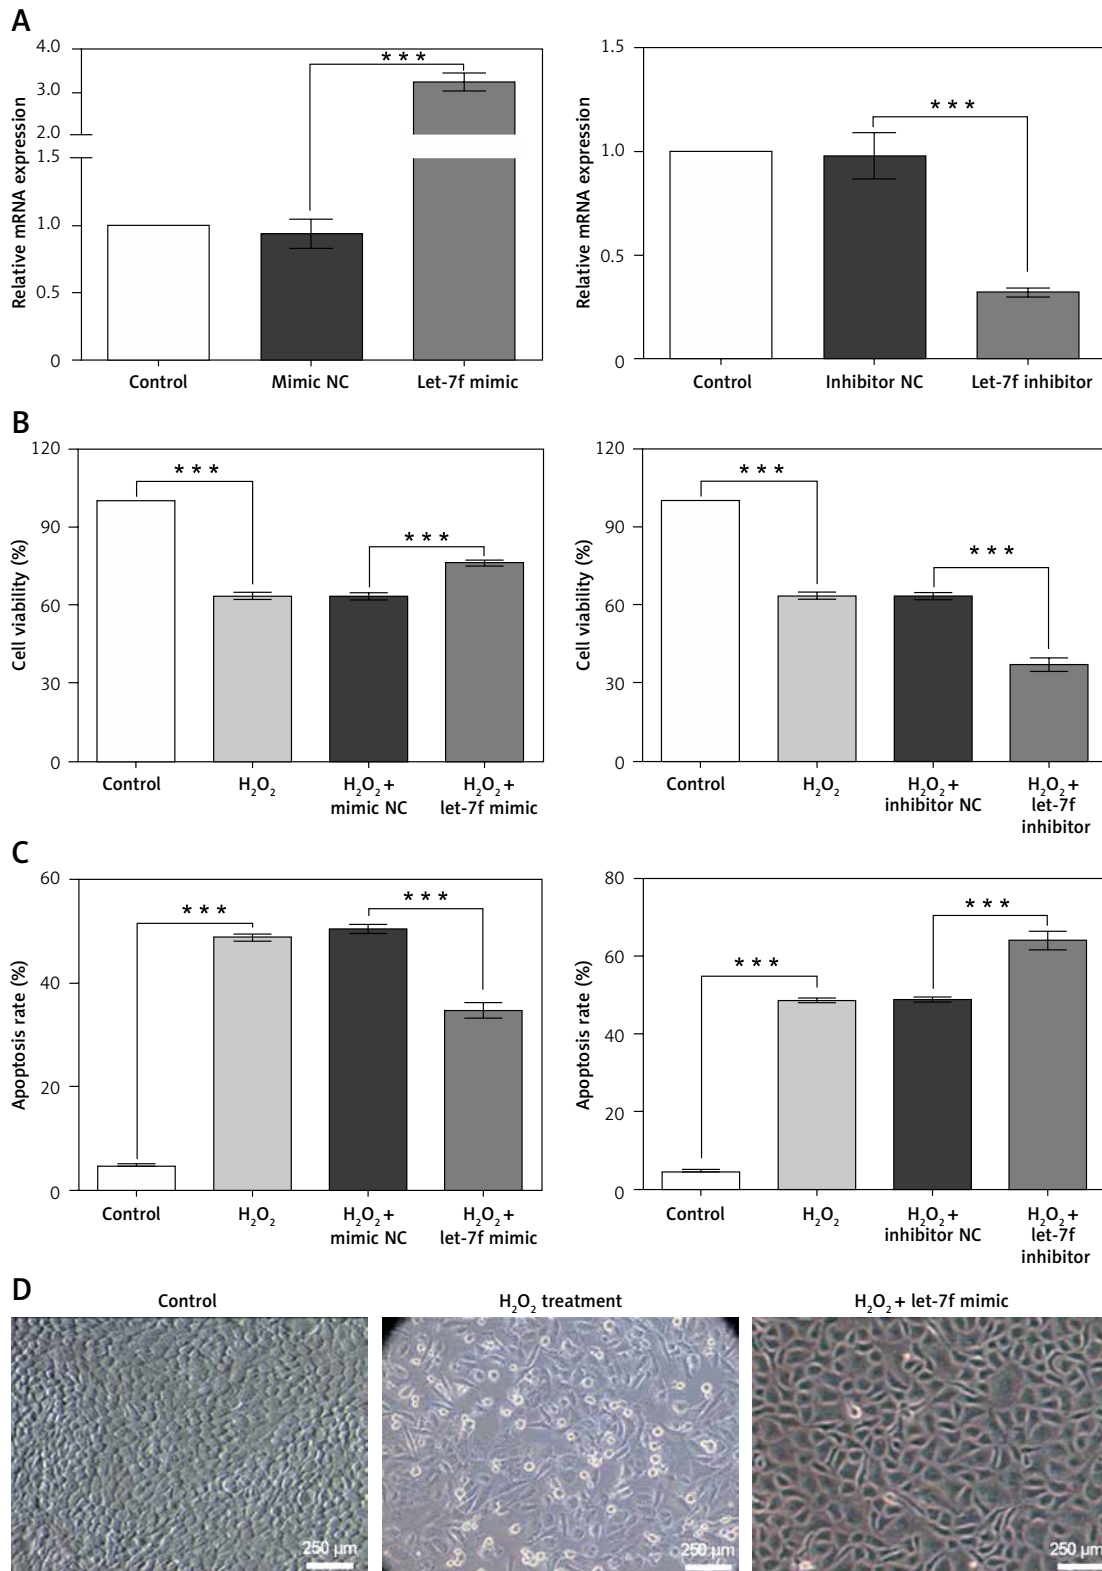 A
Relative mRNA expression
4.0
3.0
2.0
1.5
1.0
0.5
0
***
Control
Mimic NC
Let-7f mimic
Relative mRNA expression
1.5
1.0
0.5
0
***
Control
Inhibitor NC
Let-7f inhibitor
B
Cell viability (%)
120
90
60
30
0
***
***
Control
H₂O₂
H₂O₂ +
mimic NC
H₂O₂ +
let-7f mimic
Cell viability (%)
120
90
60
30
0
***
***
Control
H₂O₂
H₂O₂ +
inhibitor NC
H₂O₂ +
let-7f
inhibitor
C
Apoptosis rate (%)
60
40
20
0
***
***
Control
H₂O₂
H₂O₂ +
mimic NC
H₂O₂ +
let-7f mimic
Apoptosis rate (%)
80
60
40
20
0
***
***
Control
H₂O₂
H₂O₂ +
inhibitor NC
H₂O₂ +
let-7f
inhibitor
D
Control
H₂O₂ treatment
H₂O₂ + let-7f mimic
250 µm
250 µm
250 µm